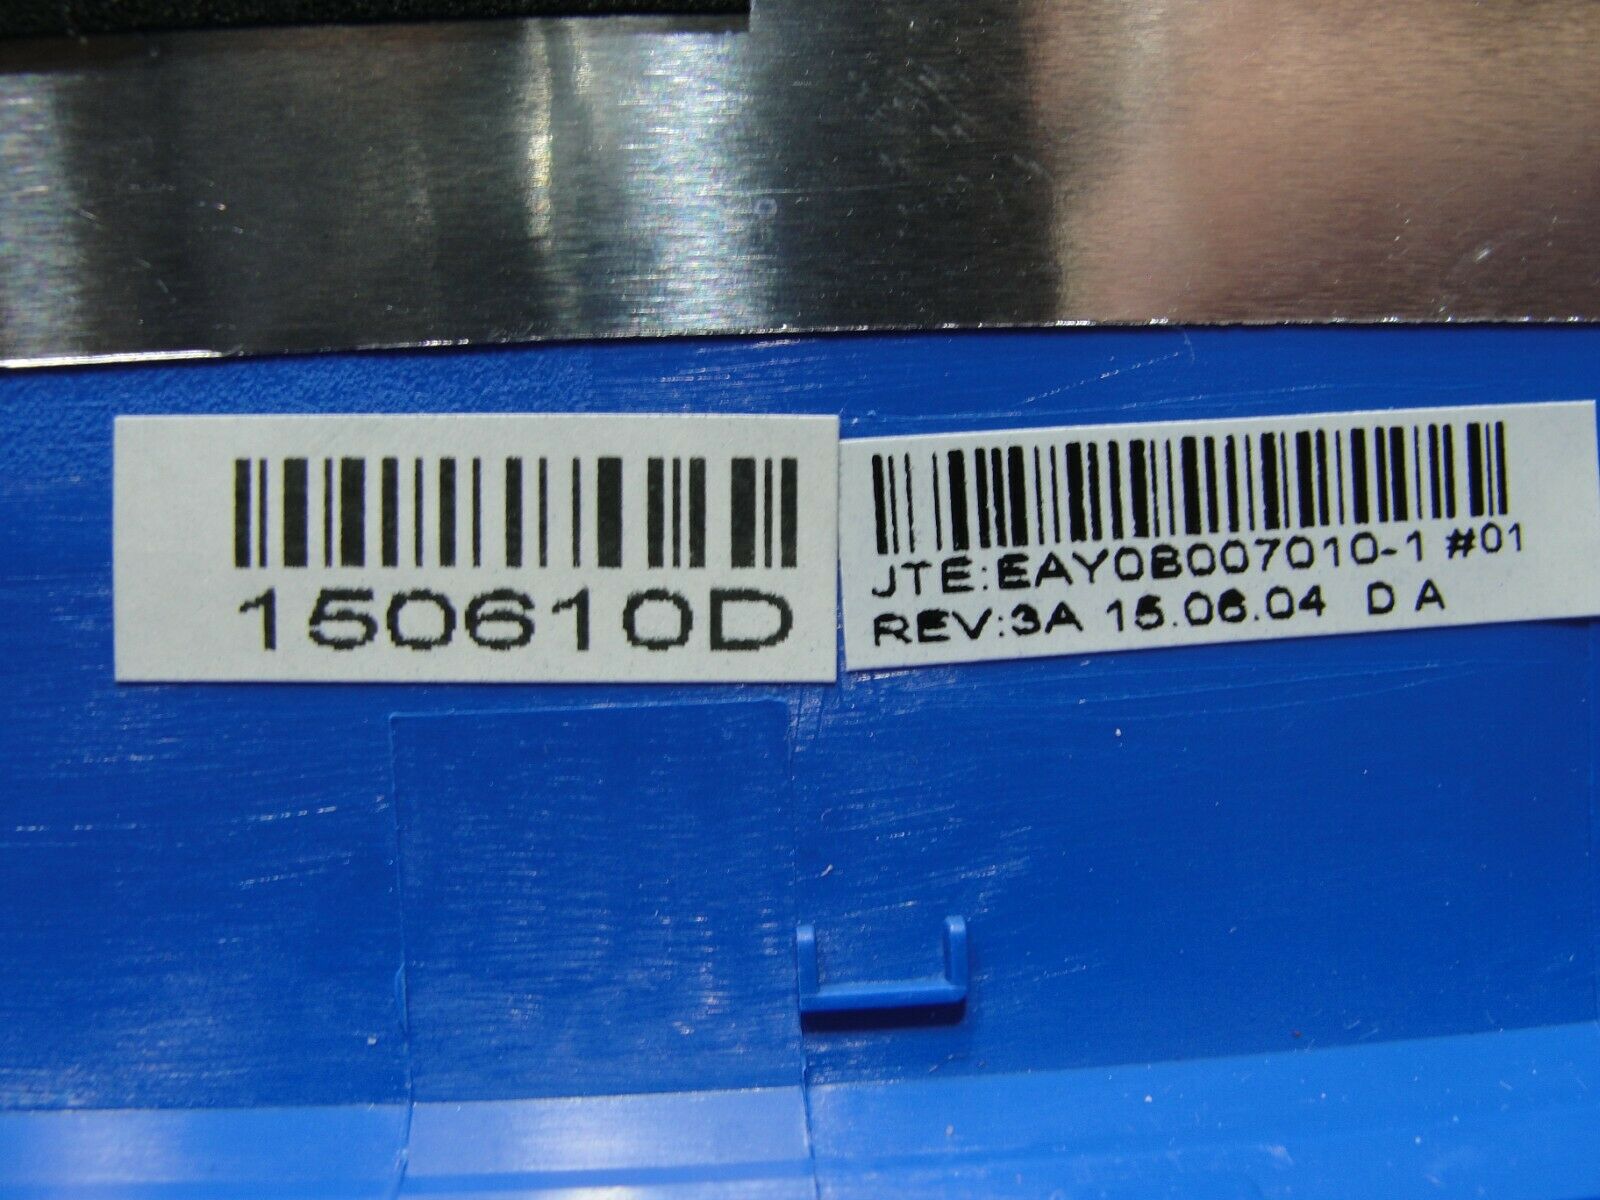 150610D
JTE:EAY0B007010-1 #01
REV:3A 15.06.04 D A